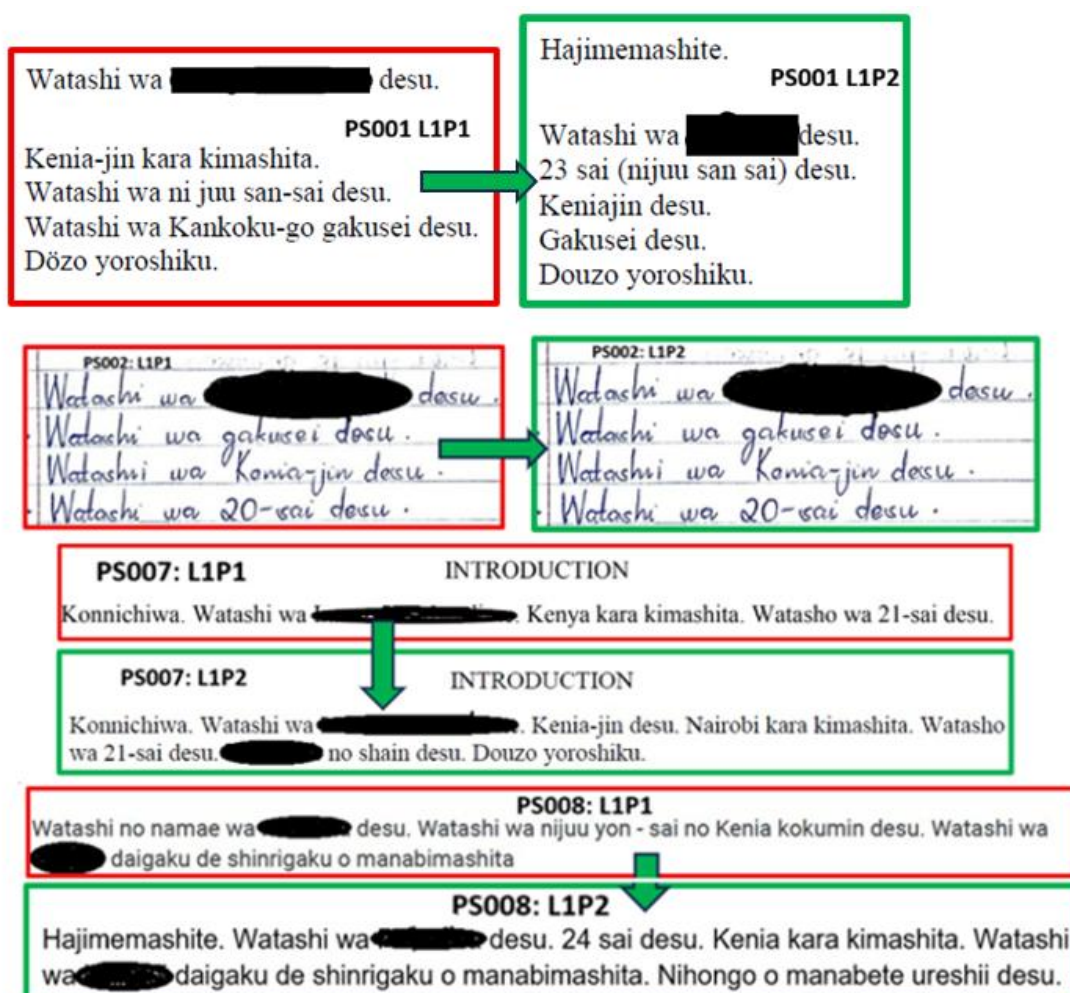 Watashi wa desu.
PS001 L1P1
Kenia-jin kara kimashita.
Watashi wa ni juu san-sai desu.
Watashi wa Kankoku-go gakusei desu.
Dözo yoroshiku.
Hajimemashite.
PS001 L1P2
Watashi wa desu.
23 sai (nijuu san sai) desu.
Keniajin desu.
Gakusei desu.
Douzo yoroshiku.
PS002: L1P1
Watashi wa desu.
Watashi wa gakusei desu.
Watashi wa Kenia-jin desu.
Watashi wa 20-sai desu.
PS002: L1P2
Watashi wa desu.
Watashi wa gakusei desu.
Watashi wa Kenia-jin desu.
Watashi wa 20-sai desu.
PS007: L1P1 INTRODUCTION
Konnichiwa. Watashi wa . Kenya kara kimashita. Watasho wa 21-sai desu.
PS007: L1P2 INTRODUCTION
Konnichiwa. Watashi wa . Kenia-jin desu. Nairobi kara kimashita. Watasho
wa 21-sai desu. no shain desu. Douzo yoroshiku.
PS008: L1P1
Watashi no namae wa desu. Watashi wa nijuu yon - sai no Kenia kokumin desu. Watashi wa
daigaku de shinrigaku o manabimashita
PS008: L1P2
Hajimemashite. Watashi wa desu. 24 sai desu. Kenia kara kimashita. Watashi
wa daigaku de shinrigaku o manabimashita. Nihongo o manabete ureshii desu.